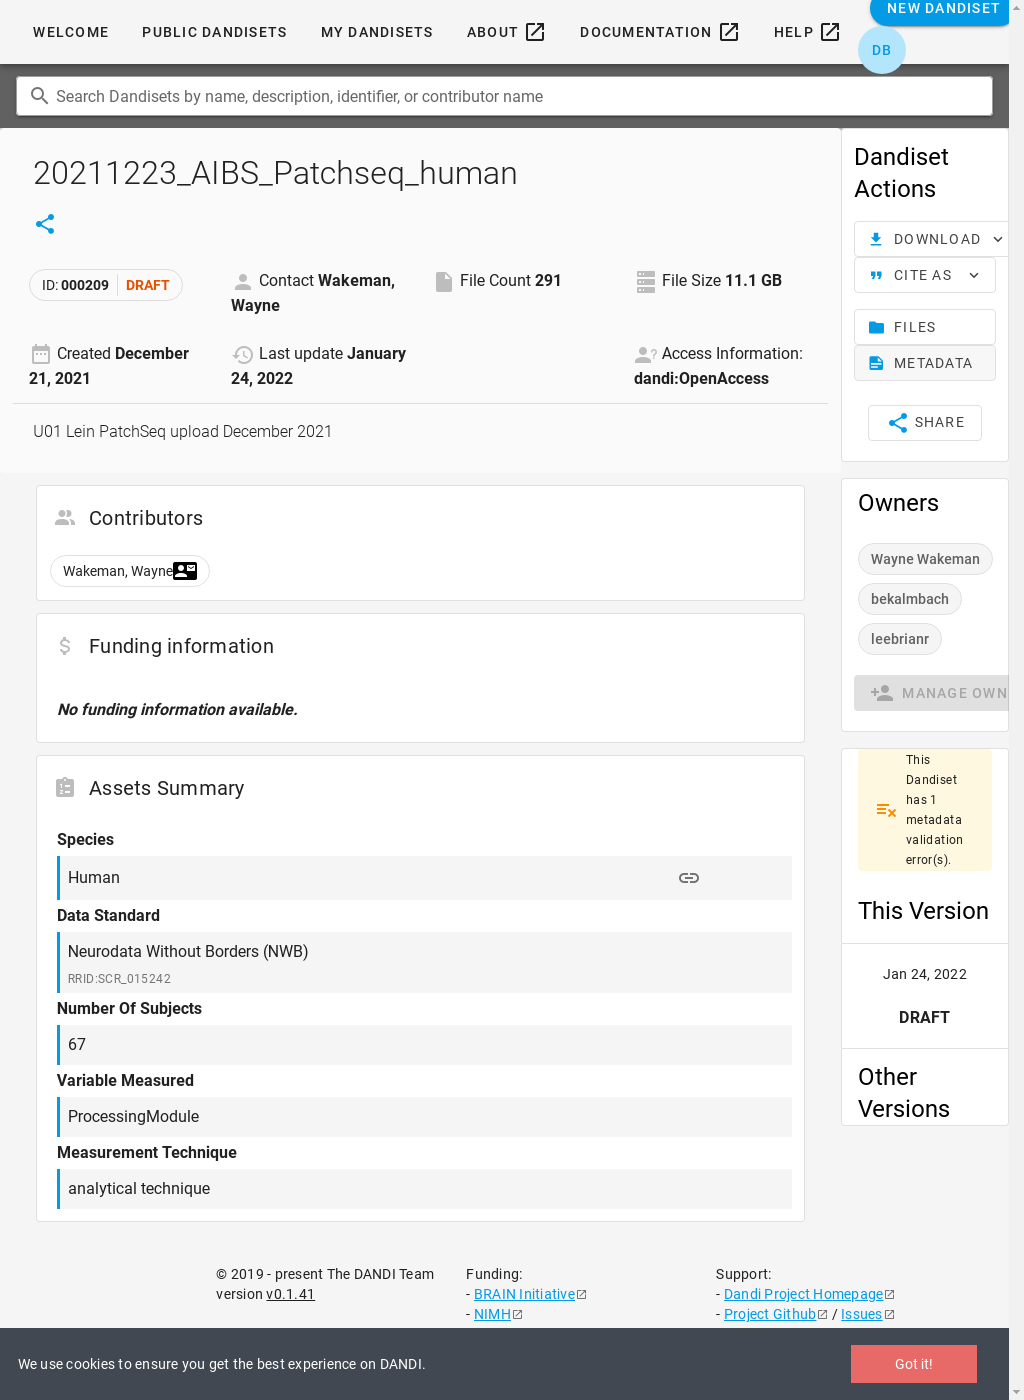 WELCOME PUBLIC DANDISETS MY DANDISETS ABOUT DOCUMENTATION HELP NEW DANDISET
DB
Search Dandisets by name, description, identifier, or contributor name
20211223_AIBS_Patchseq_human
ID: 000209 DRAFT
Contact Wakeman,
Wayne
File Count 291
File Size 11.1 GB
Created December
21, 2021
Last update January
24, 2022
Access Information:
dandi:OpenAccess
U01 Lein PatchSeq upload December 2021
Contributors
Wakeman, Wayne
Funding information
No funding information available.
Assets Summary
Species
Human
Data Standard
Neurodata Without Borders (NWB)
RRID:SCR_015242
Number Of Subjects
67
Variable Measured
ProcessingModule
Measurement Technique
analytical technique
Dandiset
Actions
DOWNLOAD
CITE AS
FILES
METADATA
SHARE
Owners
Wayne Wakeman
bekalmbach
leebrianr
MANAGE OWN
This
Dandiset
has 1
metadata
validation
error(s).
This Version
Jan 24, 2022
DRAFT
Other
Versions
© 2019 - present The DANDI Team
version v0.1.41
Funding:
- BRAIN Initiative
- NIMH
Support:
- Dandi Project Homepage
- Project Github / Issues
We use cookies to ensure you get the best experience on DANDI.
Got it!